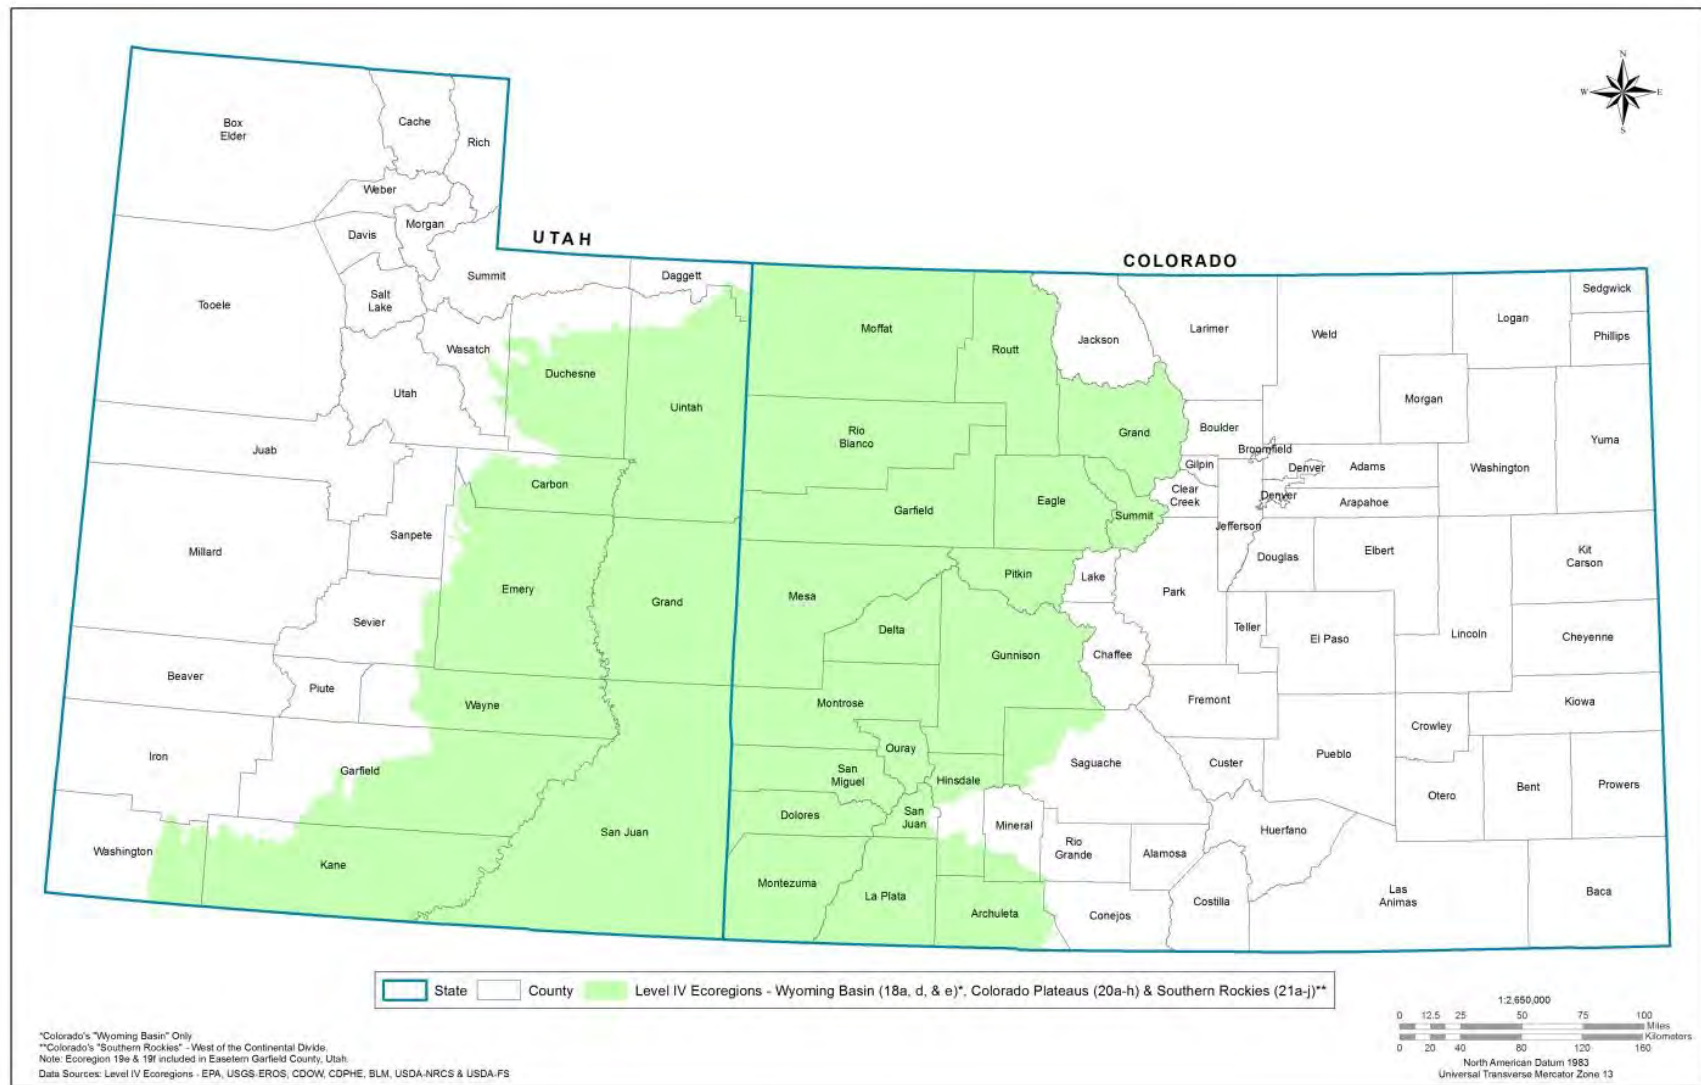 N
W
E
S
UTAH
COLORADO
Box
Elder
Cache
Rich
Weber
Morgan
Davis
Summit
Daggett
Salt
Lake
Tooele
Wasatch
Duchesne
Utah
Uintah
Juab
Carbon
Sanpete
Millard
Emery
Grand
Sevier
Beaver
Piute
Wayne
Iron
Garfield
San Juan
Washington
Kane
Moffat
Routt
Jackson
Larimer
Weld
Logan
Sedgwick
Phillips
Morgan
Rio
Blanco
Grand
Boulder
Broomfield
Yuma
Gilpin
Denver
Adams
Washington
Clear
Creek
Denver
Arapahoe
Garfield
Eagle
Summit
Jefferson
Douglas
Elbert
Kit
Carson
Pitkin
Lake
Park
Mesa
Delta
Teller
El Paso
Lincoln
Cheyenne
Gunnison
Chaffee
Montrose
Fremont
Kiowa
Crowley
Ouray
San
Miguel
Hinsdale
Saguache
Custer
Pueblo
Otero
Bent
Prowers
Dolores
San
Juan
Mineral
Rio
Grande
Alamosa
Huerfano
Montezuma
La Plata
Archuleta
Conejos
Costilla
Las
Animas
Baca
State
County
Level IV Ecoregions - Wyoming Basin (18a, d, & e)*, Colorado Plateaus (20a-h) & Southern Rockies (21a-j)**
*Colorado's "Wyoming Basin" Only
**Colorado's "Southern Rockies" - West of the Continental Divide.
Note: Ecoregion 19e & 19f included in Easetern Garfield County, Utah.
Data Sources: Level IV Ecoregions - EPA, USGS-EROS, CDOW, CDPHE, BLM, USDA-NRCS & USDA-FS
1:2,650,000
0 12.5 25 50 75 100
Miles
Kilometers
0 20 40 80 120 160
North American Datum 1983
Universal Transverse Mercator Zone 13